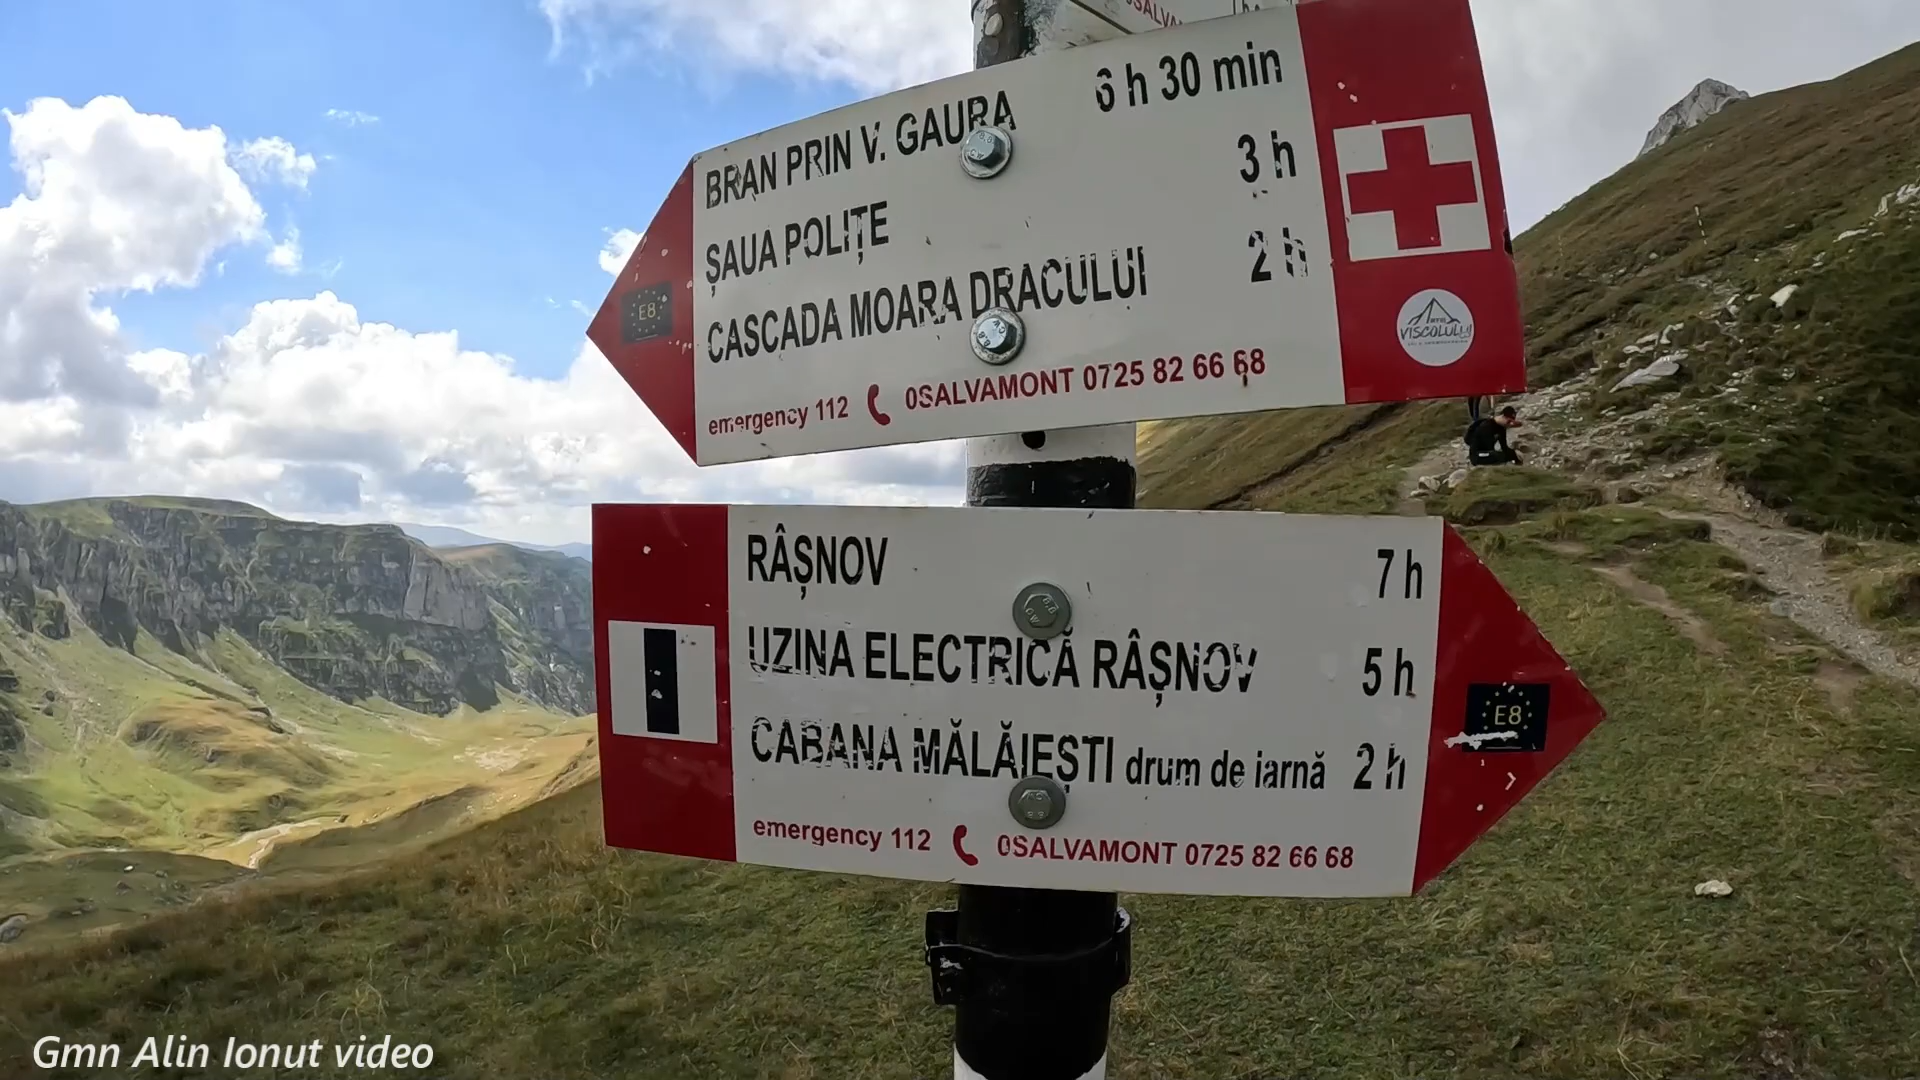 BRAN PRIN V. GAURA 6 h 30 min
ȘAUA POLIȚE 3 h
CASCADA MOARA DRACULUI 2 h
emergency 112 0SALVAMONT 0725 82 66 68
E8
VISCOLULUI
RÂȘNOV 7 h
UZINA ELECTRICĂ RÂȘNOV 5 h
CABANA MĂLĂIEȘTI drum de iarnă 2 h
emergency 112 0SALVAMONT 0725 82 66 68
E8
Gmn Alin Ionut video